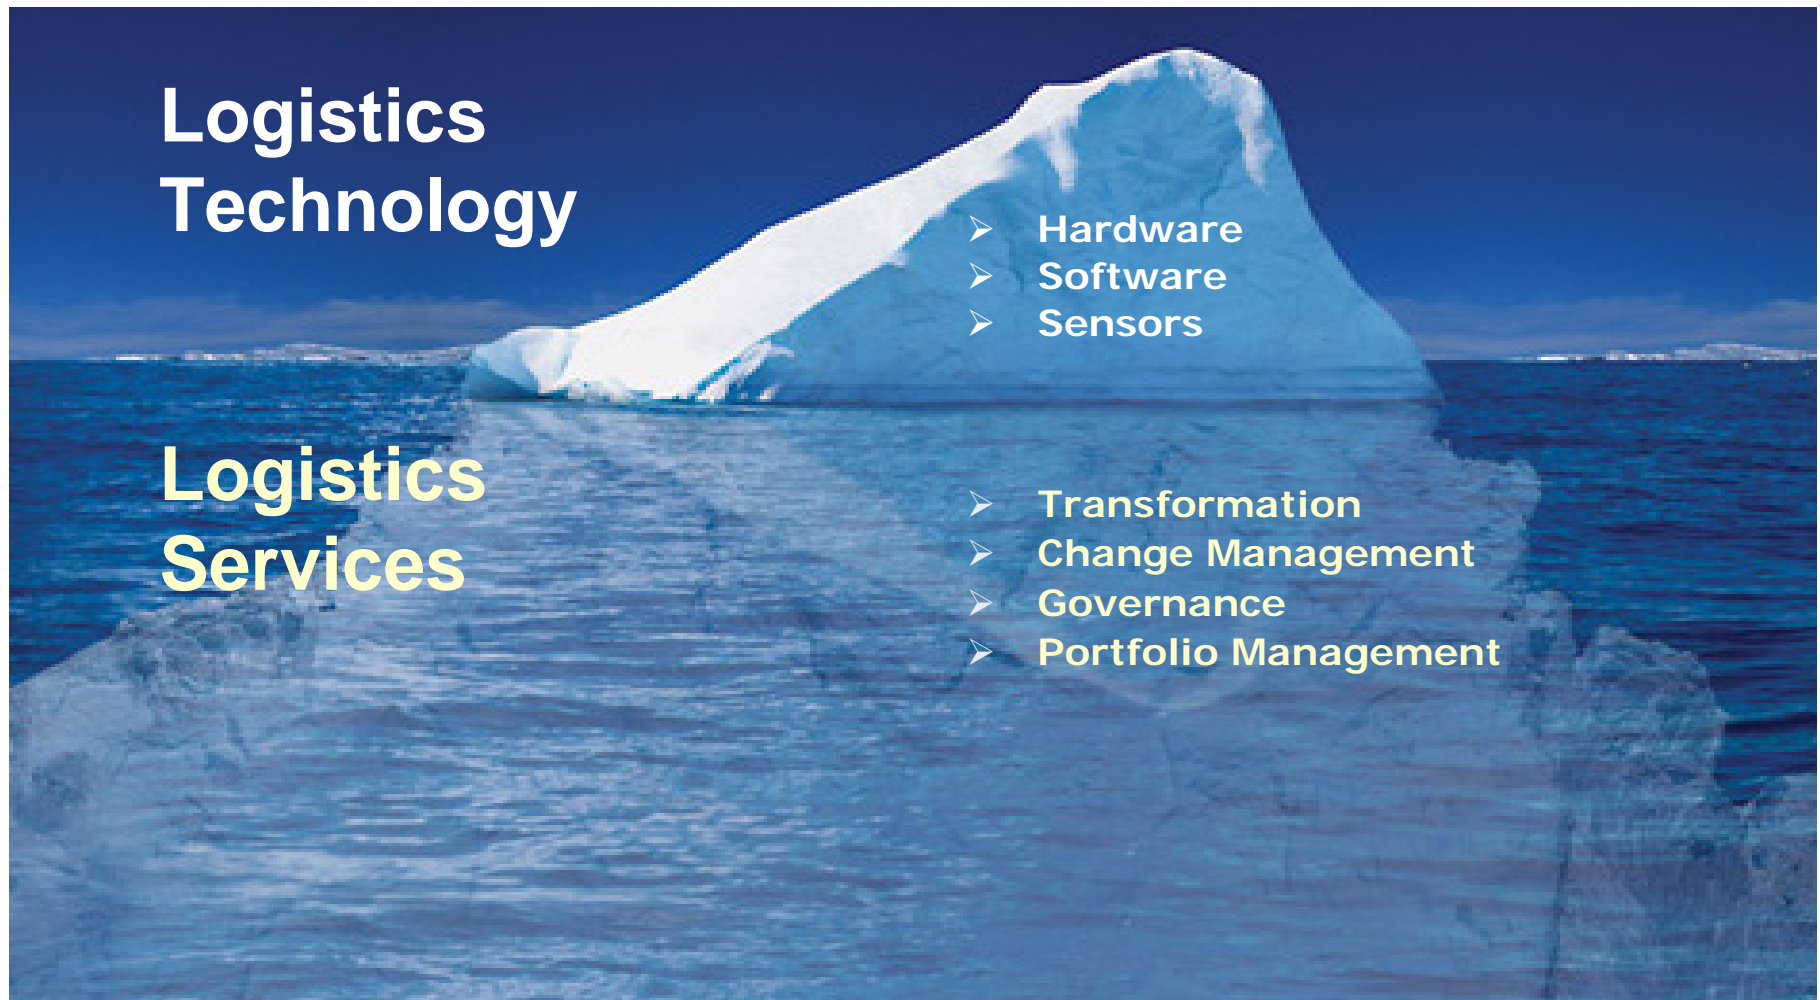 Logistics
Technology
➢ Hardware
➢ Software
➢ Sensors
Logistics
Services
➢ Transformation
➢ Change Management
➢ Governance
➢ Portfolio Management